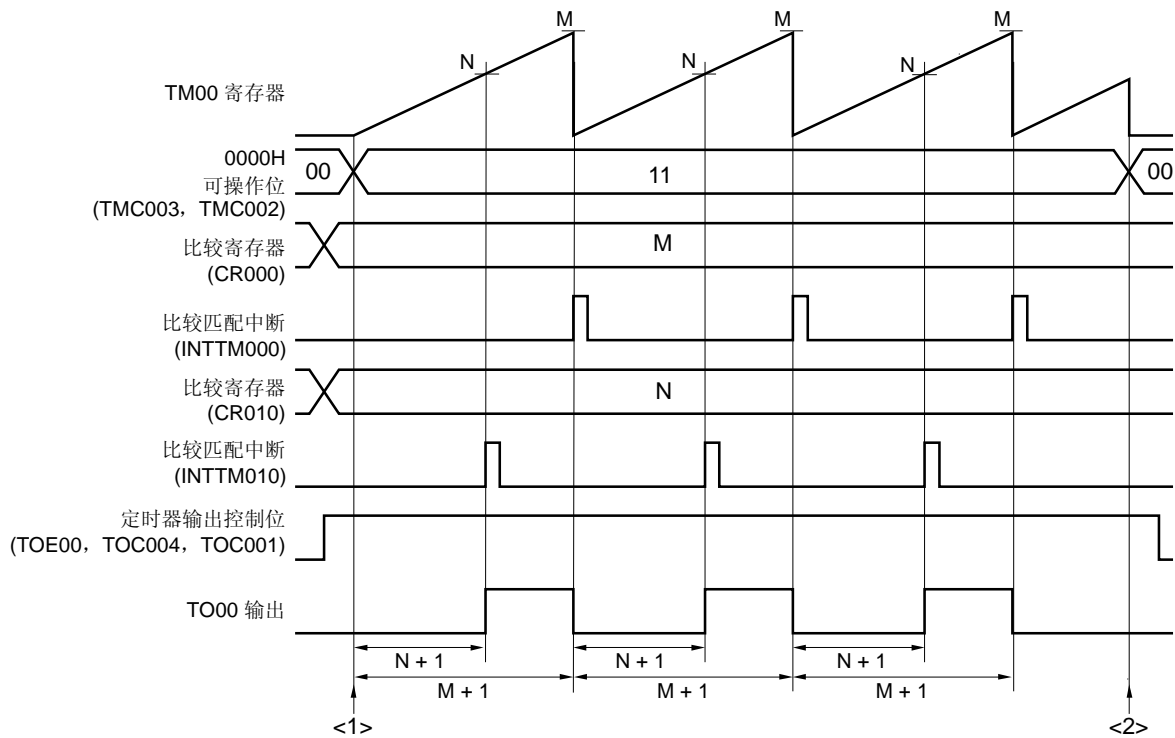 M
M
M
N
N
N
TM00 寄存器
0000H
00
11
00
可操作位
(TMC003，TMC002)
比较寄存器
(CR000)
M
比较匹配中断
(INTTM000)
比较寄存器
(CR010)
N
比较匹配中断
(INTTM010)
定时器输出控制位
(TOE00，TOC004，TOC001)
TO00 输出
N + 1
N + 1
N + 1
M + 1
M + 1
M + 1
<1>
<2>